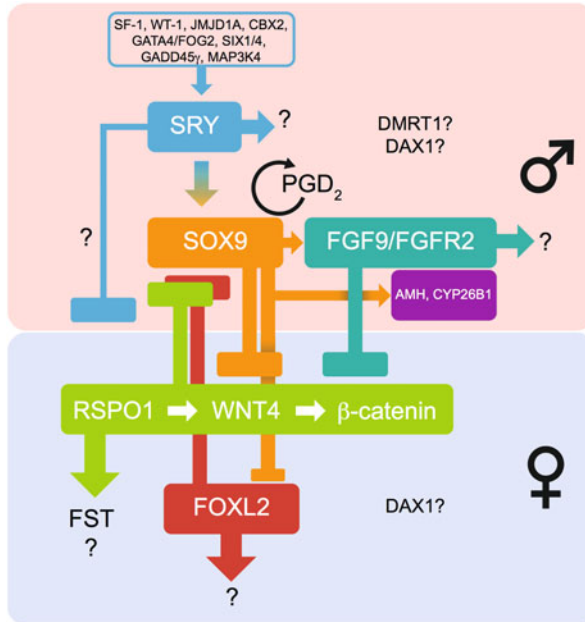 SF-1, WT-1, JMJD1A, CBX2,
GATA4/FOG2, SIX1/4,
GADD45γ, MAP3K4
SRY
?
DMRT1?
DAX1?
PGD2
?
SOX9
FGF9/FGFR2
?
AMH, CYP26B1
RSPO1
WNT4
β-catenin
FOXL2
DAX1?
FST
?
?